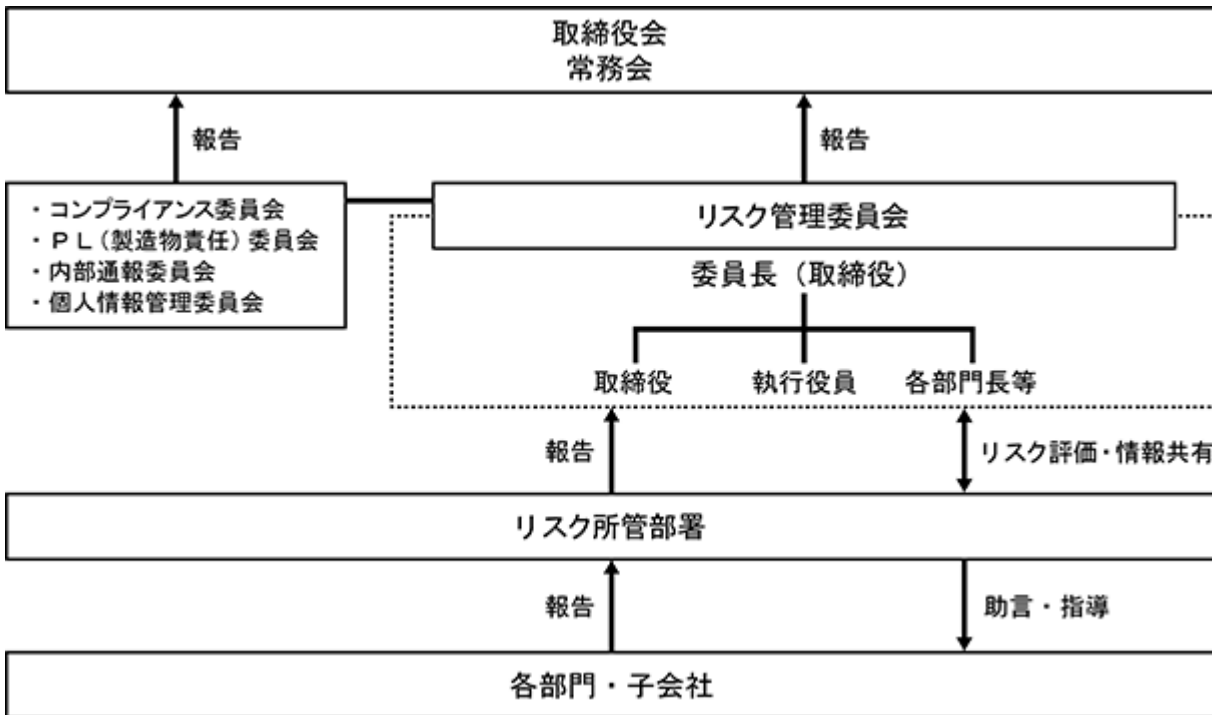 取締役会
常務会
報告
報告
・コンプライアンス委員会
・ＰＬ（製造物責任）委員会
・内部通報委員会
・個人情報管理委員会
リスク管理委員会
委員長（取締役）
取締役
執行役員
各部門長等
報告
リスク評価・情報共有
リスク所管部署
報告
助言・指導
各部門・子会社